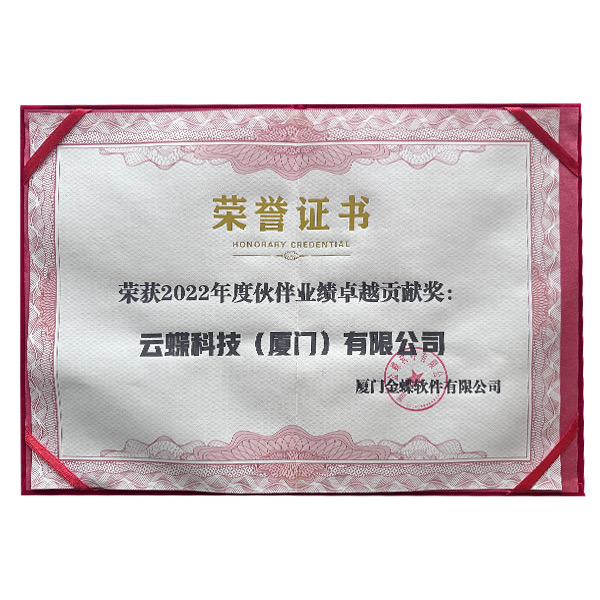 荣誉证书
HONORARY CREDENTIAL
荣获2022年度伙伴业绩卓越贡献奖：
云蝶科技（厦门）有限公司
厦门金蝶软件有限公司